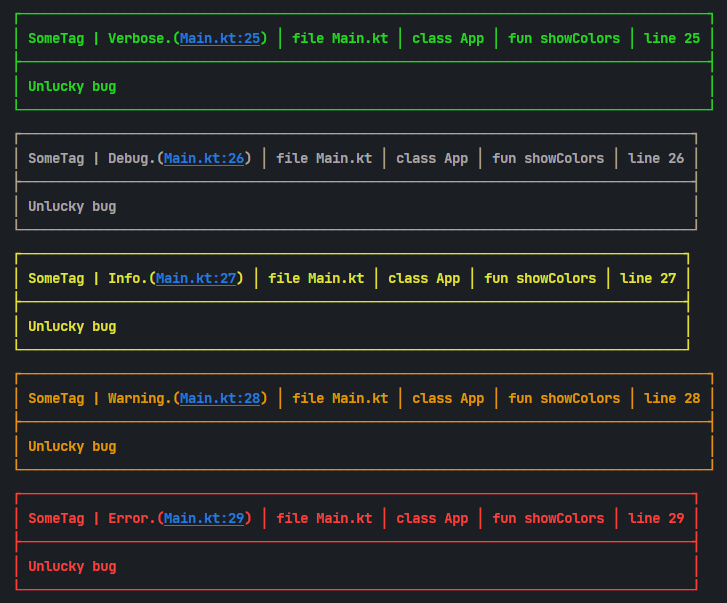 SomeTag | Verbose.(Main.kt:25) │ file Main.kt │ class App │ fun showColors │ line 25
Unlucky bug
SomeTag | Debug.(Main.kt:26) │ file Main.kt │ class App │ fun showColors │ line 26
Unlucky bug
SomeTag | Info.(Main.kt:27) │ file Main.kt │ class App │ fun showColors │ line 27
Unlucky bug
SomeTag | Warning.(Main.kt:28) │ file Main.kt │ class App │ fun showColors │ line 28
Unlucky bug
SomeTag | Error.(Main.kt:29) │ file Main.kt │ class App │ fun showColors │ line 29
Unlucky bug